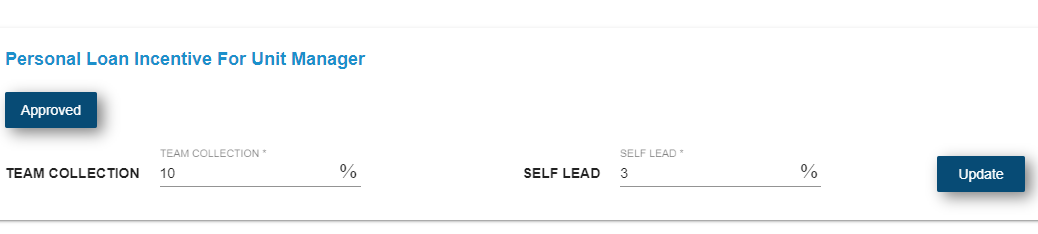 Personal Loan Incentive For Unit Manager
Approved
TEAM COLLECTION * SELF LEAD *
TEAM COLLECTION 10 % SELF LEAD 3 % Update